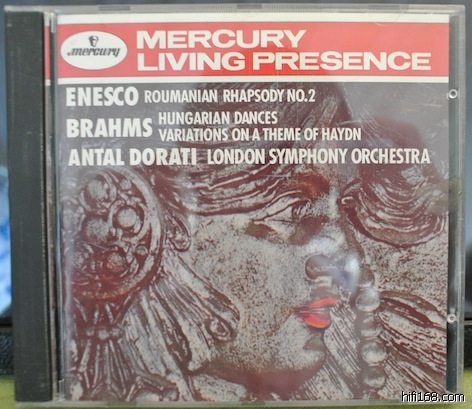 mercury
MERCURY
LIVING PRESENCE
ENESCO ROUMANIAN RHAPSODY NO.2
BRAHMS HUNGARIAN DANCES
VARIATIONS ON A THEME OF HAYDN
ANTAL DORATI LONDON SYMPHONY ORCHESTRA
hifi168.com